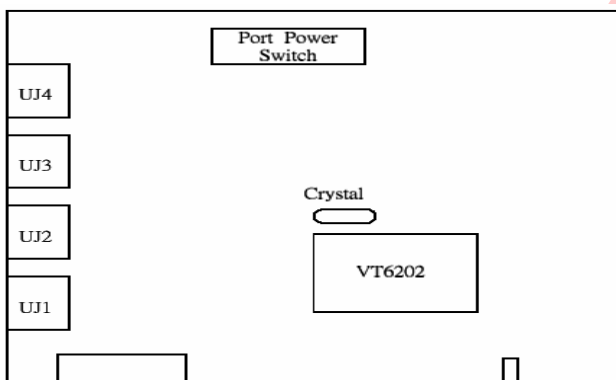 Port Power
Switch
UJ4
UJ3
Crystal
UJ2
VT6202
UJ1